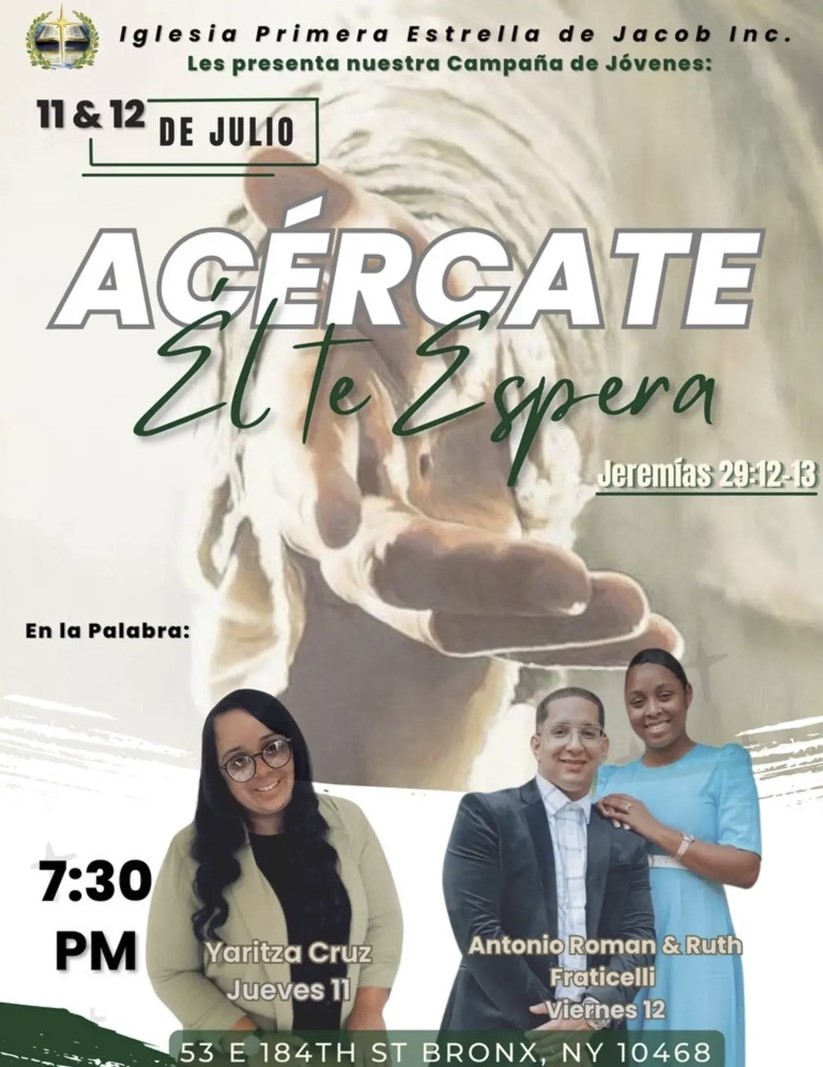 Iglesia Primera Estrella de Jacob Inc.
Les presenta nuestra Campaña de Jóvenes:
11 & 12
DE JULIO
ACÉRCATE
Él te Espera
Jeremías 29:12-13
En la Palabra:
7:30
PM
Yaritza Cruz
Jueves 11
Antonio Roman & Ruth
Fraticelli
Viernes 12
53 E 184TH ST BRONX, NY 10468